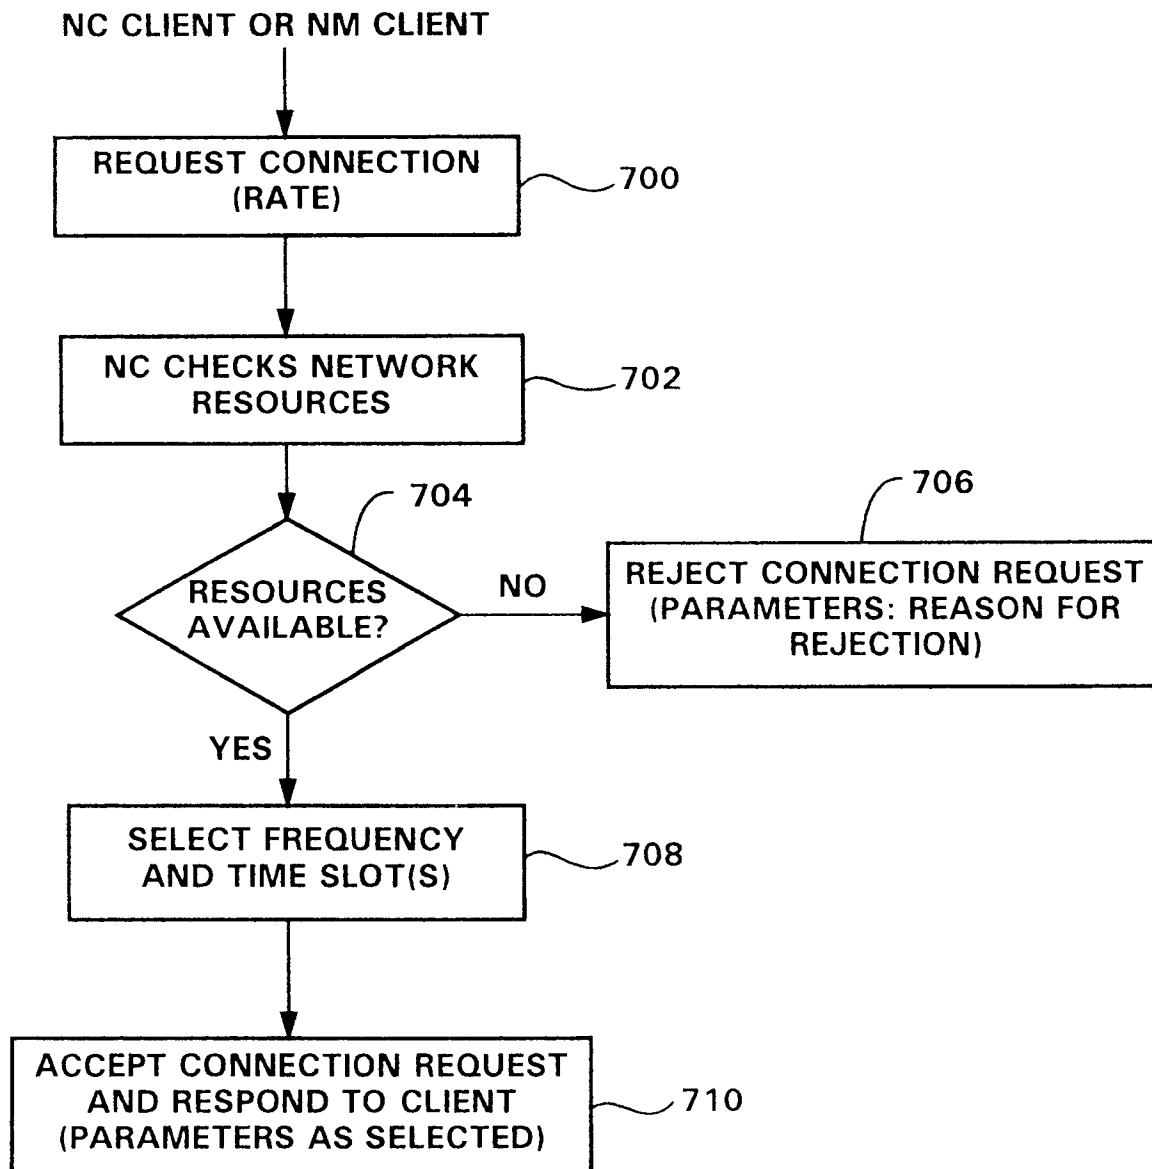 NC CLIENT OR NM CLIENT
REQUEST CONNECTION
(RATE)
700
NC CHECKS NETWORK
RESOURCES
702
704
RESOURCES
AVAILABLE?
NO
706
REJECT CONNECTION REQUEST
(PARAMETERS: REASON FOR
REJECTION)
YES
SELECT FREQUENCY
AND TIME SLOT(S)
708
ACCEPT CONNECTION REQUEST
AND RESPOND TO CLIENT
(PARAMETERS AS SELECTED)
710